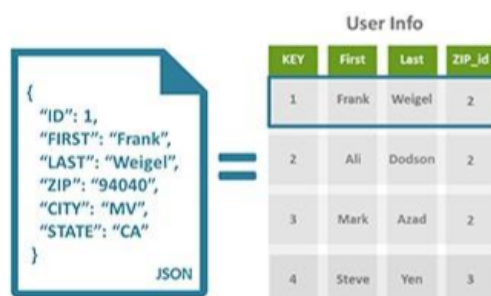 {
"ID": 1,
"FIRST": "Frank",
"LAST": "Weigel",
"ZIP": "94040",
"CITY": "MV",
"STATE": "CA"
}
JSON
=
User Info
KEY First Last ZIP_id
1 Frank Weigel 2
2 Ali Dodson 2
3 Mark Azad 2
4 Steve Yen 3